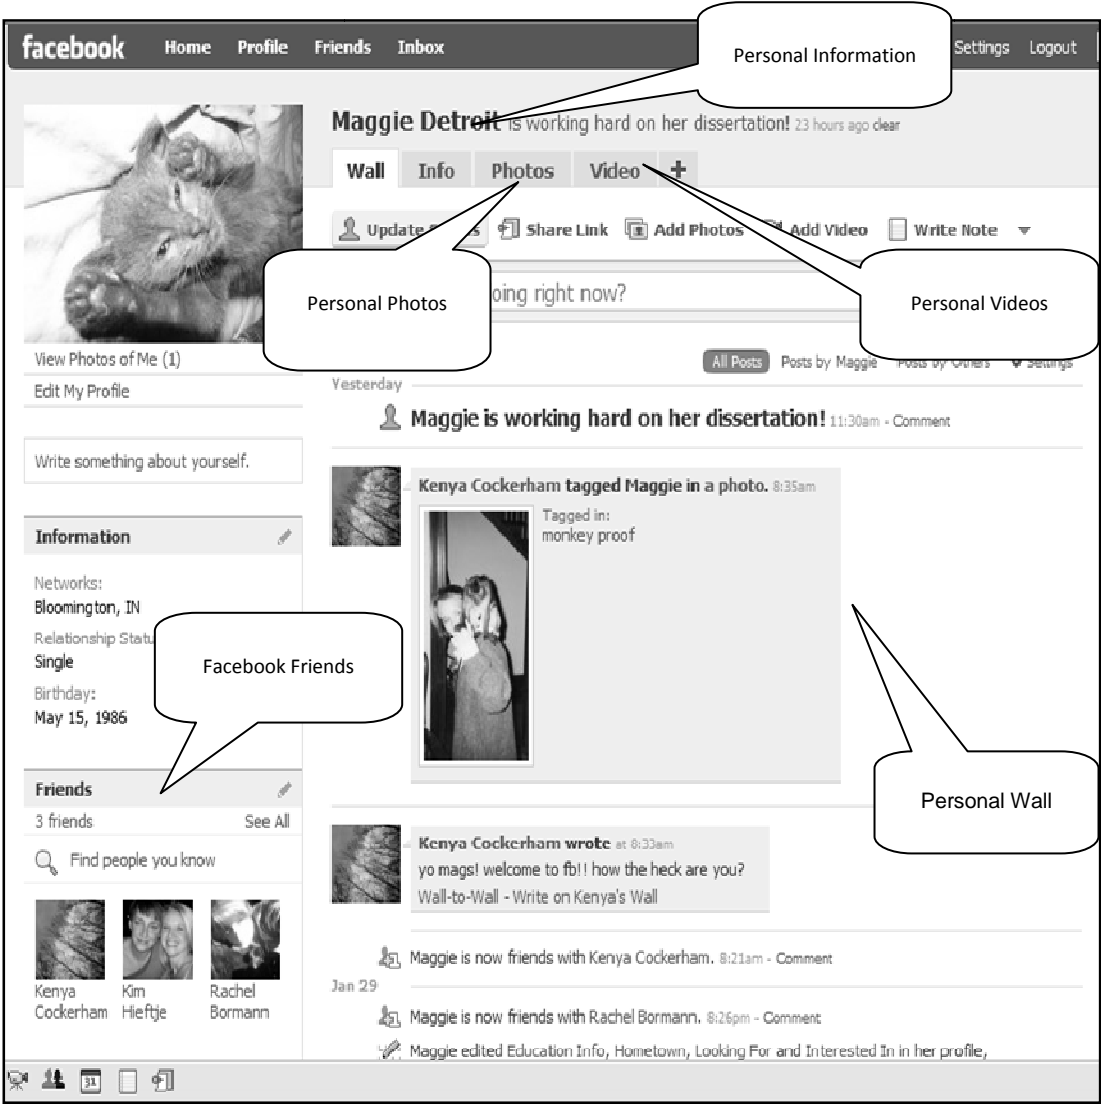 facebook Home Profile Friends Inbox Settings Logout
Personal Information
Maggie Detroit is working hard on her dissertation! 23 hours ago clear
Wall Info Photos Video +
Update Share Link Add Photos Add Video Write Note
Personal Photos
oing right now?
Personal Videos
View Photos of Me (1)
Edit My Profile
Write something about yourself.
All Posts Posts by Maggie Posts by Others Settings
Yesterday
Maggie is working hard on her dissertation! 11:30am - Comment
Kenya Cockerham tagged Maggie in a photo. 8:35am
Tagged in:
monkey proof
Information
Networks:
Bloomington, IN
Relationship Statu
Single
Birthday:
May 15, 1986
Facebook Friends
Personal Wall
Friends
3 friends See All
Find people you know
Kenya
Cockerham
Kim
Hieftje
Rachel
Bormann
Kenya Cockerham wrote at 8:33am
yo mags! welcome to fb!! how the heck are you?
Wall-to-Wall - Write on Kenya's Wall
Maggie is now friends with Kenya Cockerham. 8:21am - Comment
Jan 29
Maggie is now friends with Rachel Bormann. 8:26pm - Comment
Maggie edited Education Info, Hometown, Looking For and Interested In in her profile,
31